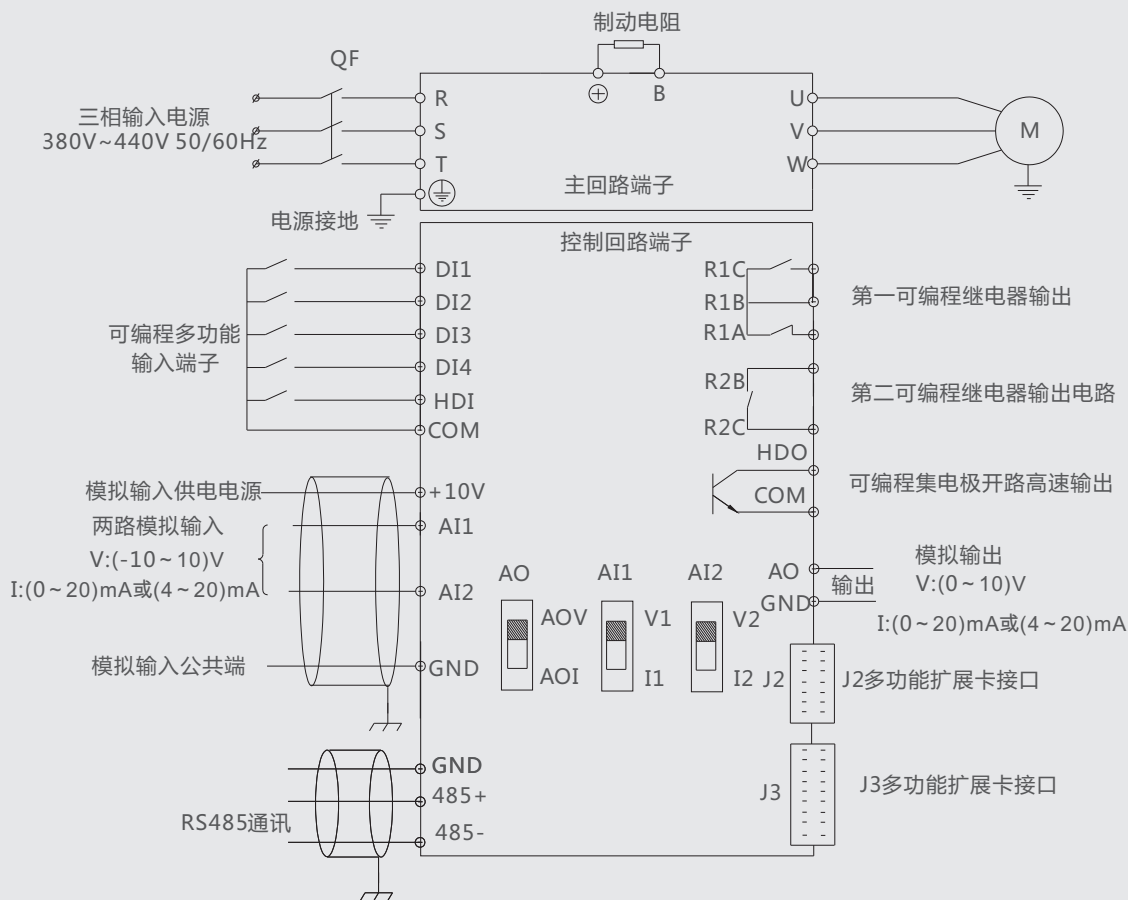 制动电阻
QF
⊕
B
R
U
三相输入电源
380V~440V 50/60Hz
S
V
M
T
W
主回路端子
电源接地
控制回路端子
DI1
DI2
DI3
DI4
HDI
COM
可编程多功能
输入端子
R1C
R1B
R1A
第一可编程继电器输出
R2B
R2C
第二可编程继电器输出电路
HDO
COM
可编程集电极开路高速输出
模拟输入供电电源
+10V
两路模拟输入
V:(-10~10)V
I:(0~20)mA或(4~20)mA
AI1
AI2
模拟输入公共端
GND
AO
AOV
AOI
AI1
V1
I1
AI2
V2
I2
AO
GND
输出
模拟输出
V:(0~10)V
I:(0~20)mA或(4~20)mA
J2
J2多功能扩展卡接口
J3
J3多功能扩展卡接口
GND
485+
485-
RS485通讯